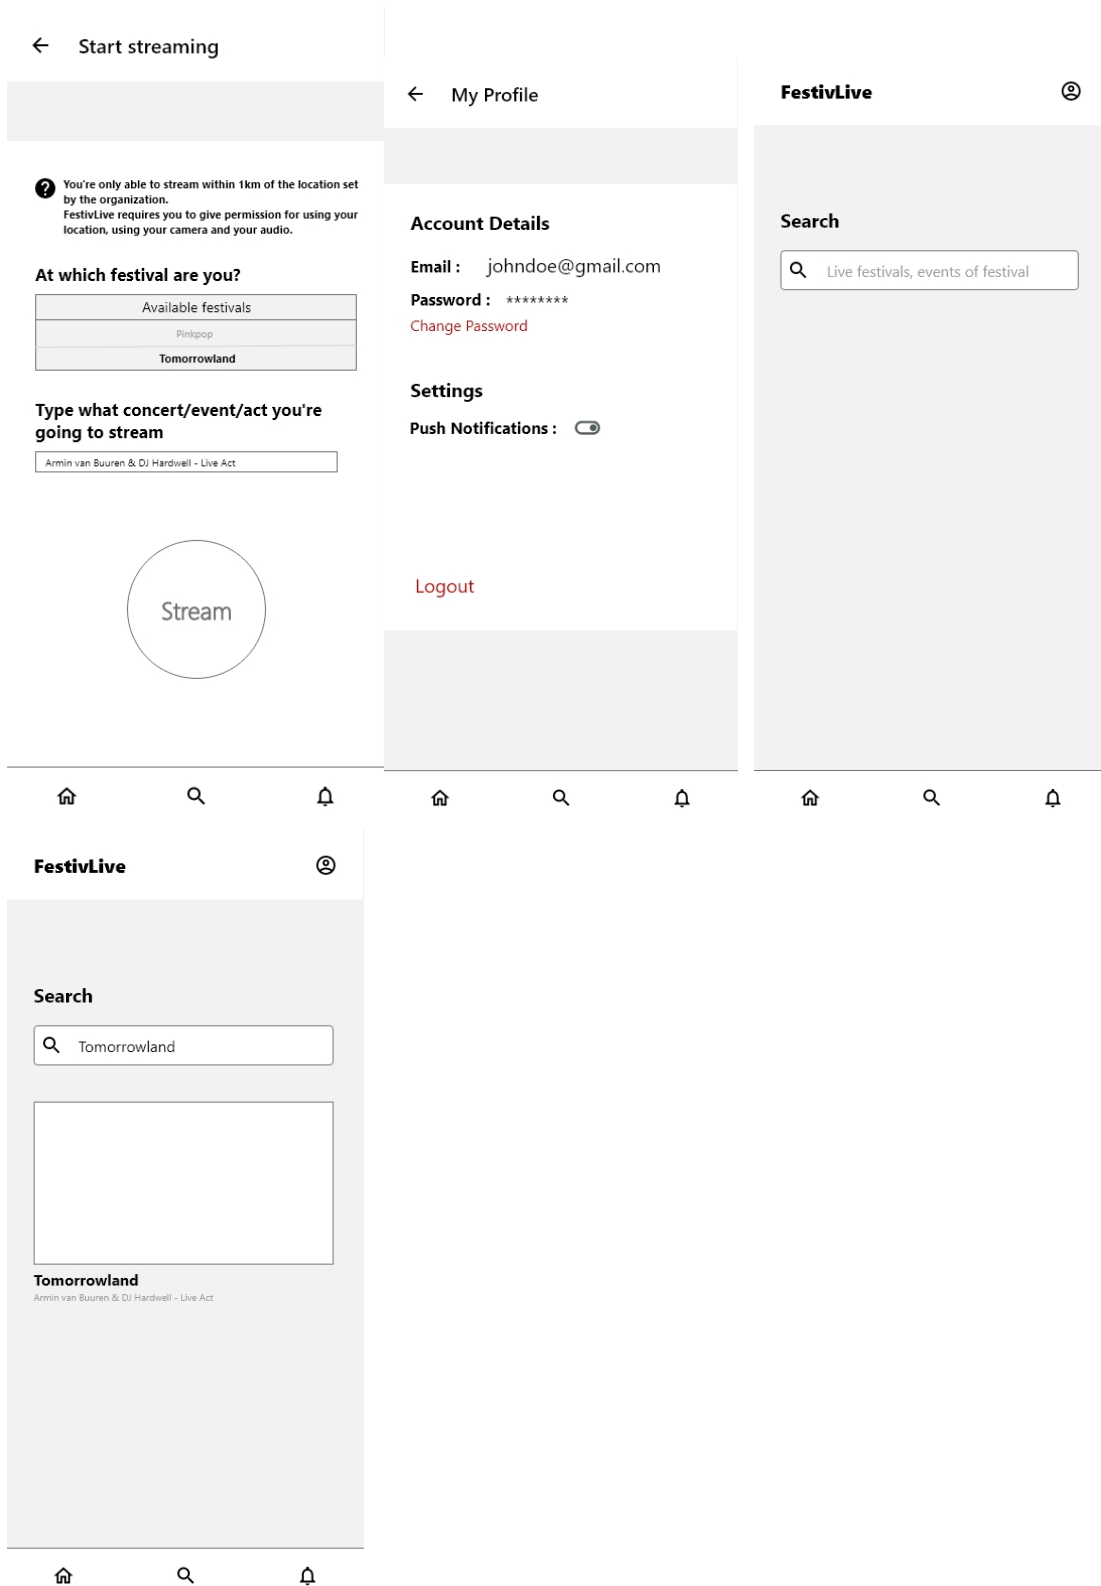 Start streaming
You're only able to stream within 1km of the location set
by the organization.
FestivLive requires you to give permission for using your
location, using your camera and your audio.
At which festival are you?
Available festivals
Pinkpop
Tomorrowland
Type what concert/event/act you're
going to stream
Armin van Buuren & DJ Hardwell - Live Act
Stream
My Profile
Account Details
Email : johndoe@gmail.com
Password : ********
Change Password
Settings
Push Notifications :
Logout
FestivLive
Search
Live festivals, events of festival
FestivLive
Search
Tomorrowland
Tomorrowland
Armin van Buuren & DJ Hardwell - Live Act